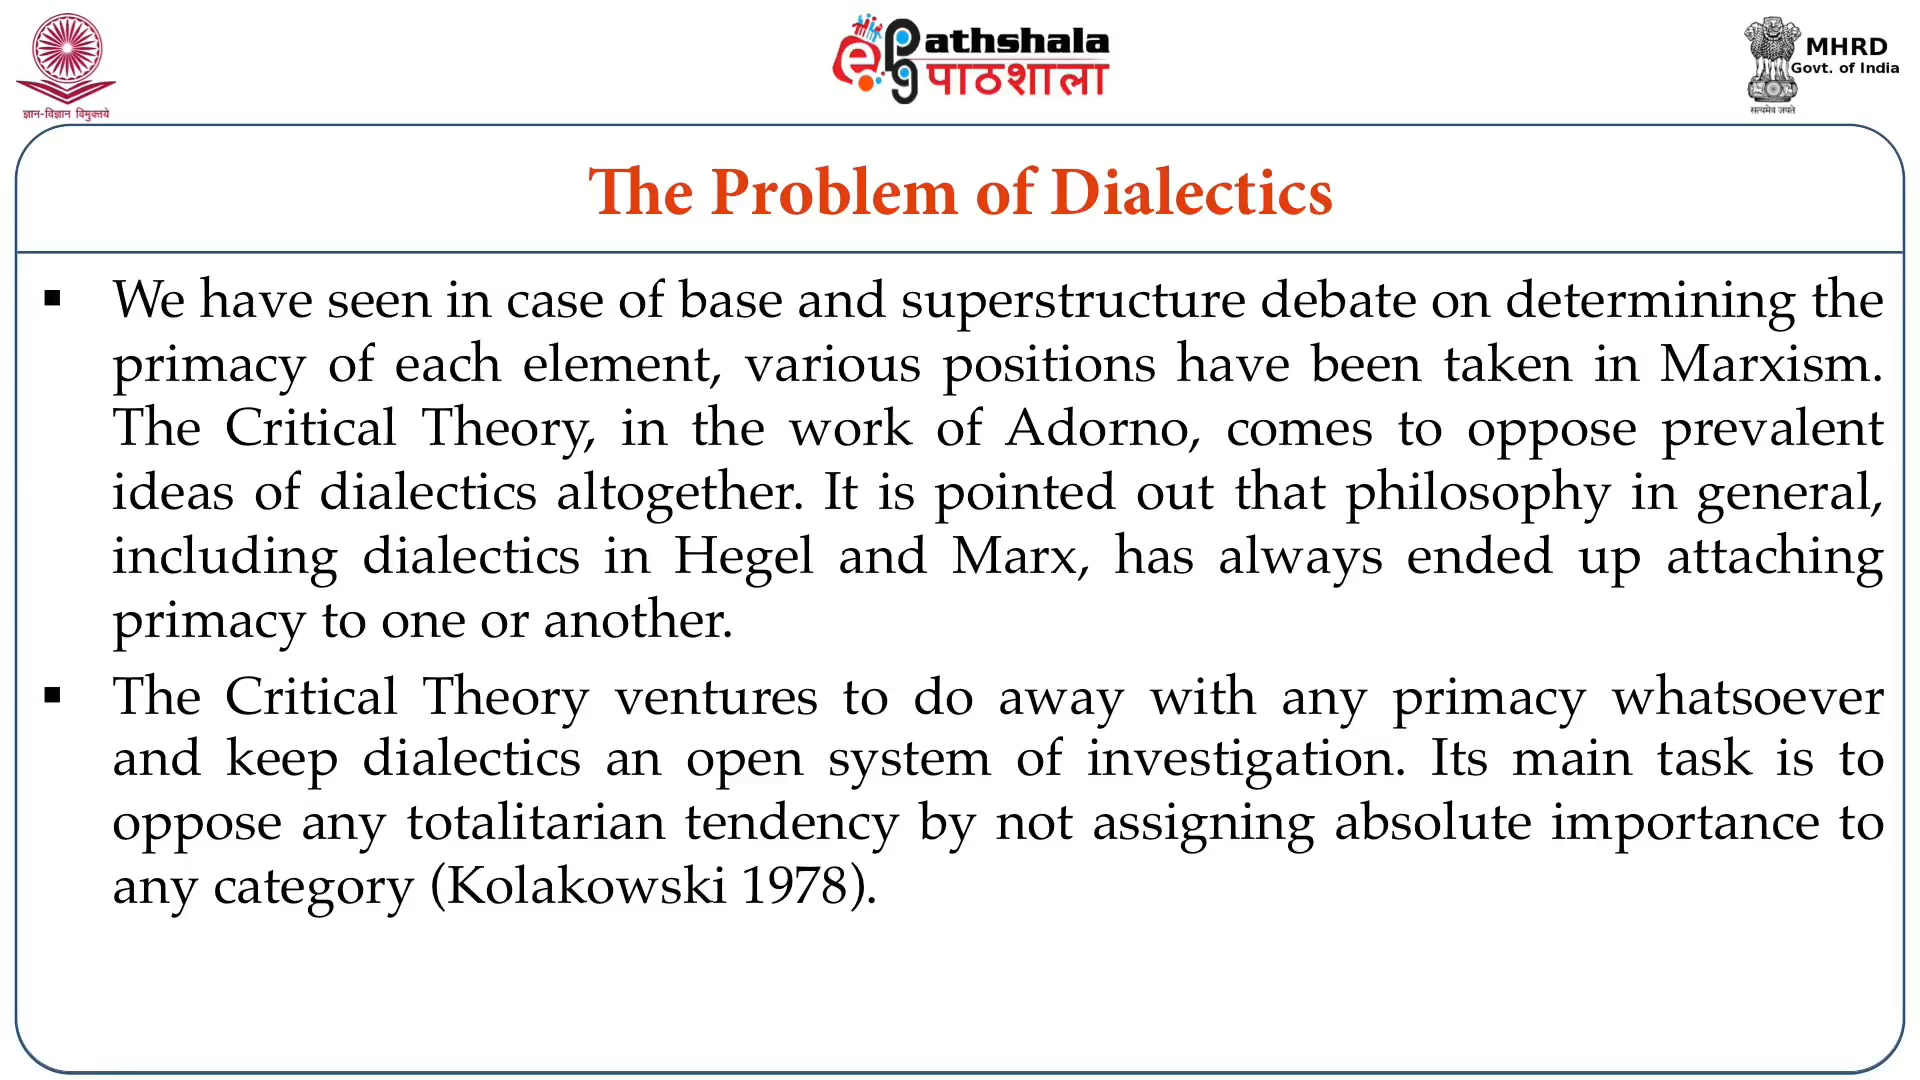 ज्ञान-विज्ञान विमुक्तये
e PG Pathshala
पाठशाला
MHRD
Govt. of India
सत्यमेव जयते
The Problem of Dialectics
▪ We have seen in case of base and superstructure debate on determining the
primacy of each element, various positions have been taken in Marxism.
The Critical Theory, in the work of Adorno, comes to oppose prevalent
ideas of dialectics altogether. It is pointed out that philosophy in general,
including dialectics in Hegel and Marx, has always ended up attaching
primacy to one or another.
▪ The Critical Theory ventures to do away with any primacy whatsoever
and keep dialectics an open system of investigation. Its main task is to
oppose any totalitarian tendency by not assigning absolute importance to
any category (Kolakowski 1978).